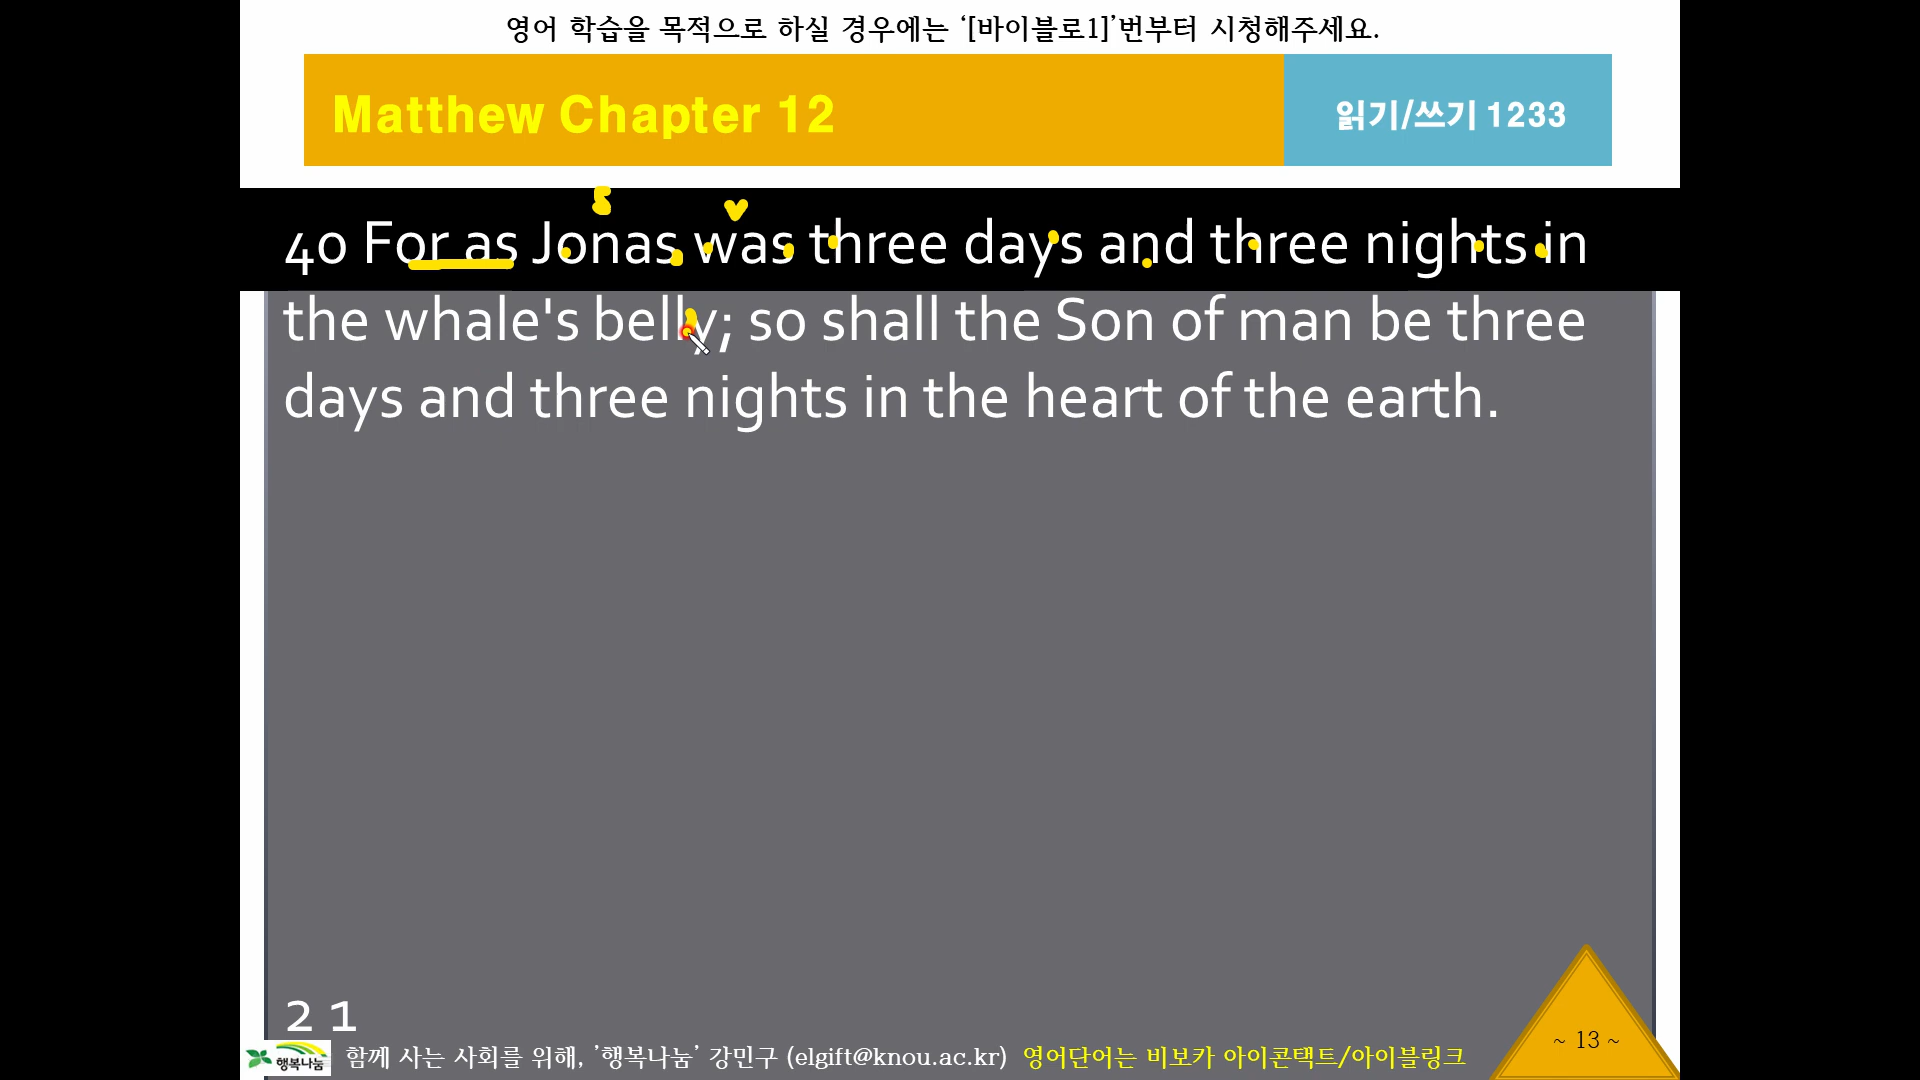 영어 학습을 목적으로 하실 경우에는 ‘[바이블로1]’번부터 시청해주세요.
Matthew Chapter 12
읽기/쓰기 1233
40 For as Jonas was three days and three nights in
the whale's belly; so shall the Son of man be three
days and three nights in the heart of the earth.
2 1
~ 13 ~
행복나눔 함께 사는 사회를 위해, ’행복나눔’ 강민구 (elgift@knou.ac.kr) 영어단어는 비보카 아이콘택트/아이블링크